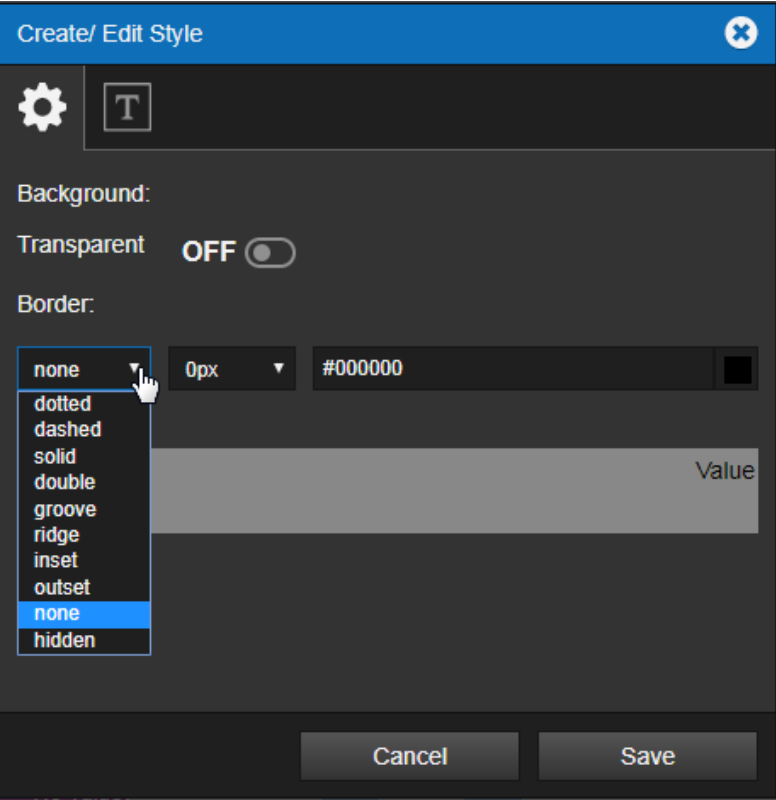 Create/ Edit Style
T
Background:
Transparent OFF
Border:
none 0px #000000
dotted
dashed
solid
double
groove
ridge
inset
outset
none
hidden
Value
Cancel Save